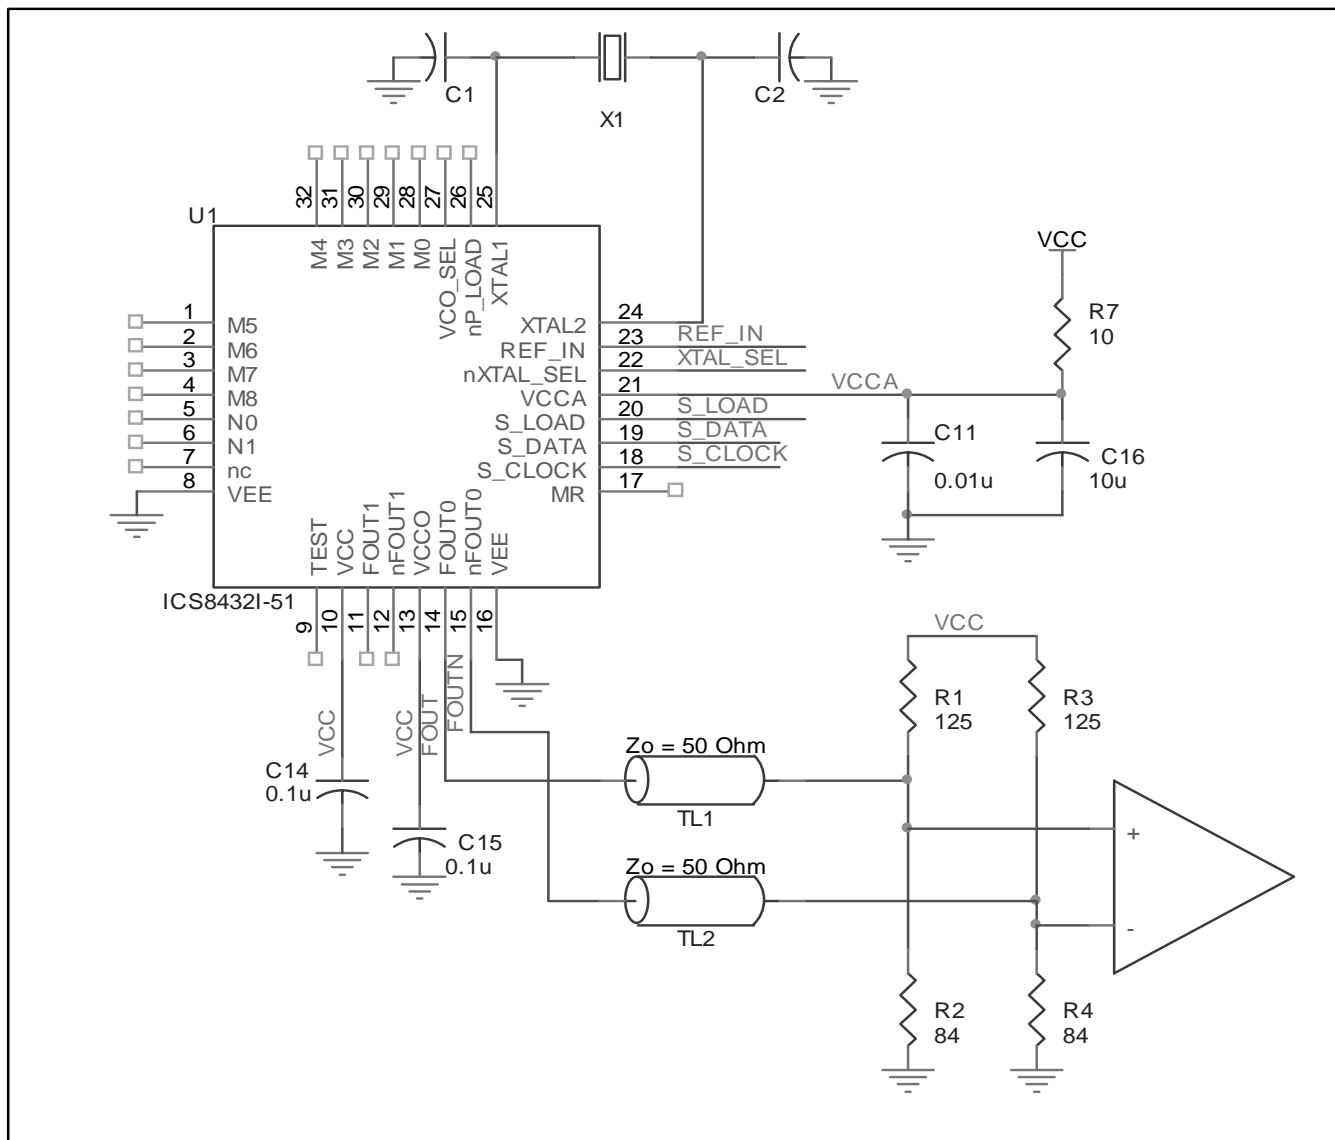 C1
C2
X1
32
31
30
29
28
27
26
25
U1
M4
M3
M2
M1
M0
VCO_SEL
nP_LOAD
XTAL1
VCC
R7
10
1
2
3
4
5
6
7
8
M5
M6
M7
M8
N0
N1
nc
VEE
XTAL2
REF_IN
nXTAL_SEL
VCCA
S_LOAD
S_DATA
S_CLOCK
MR
24
23
22
21
20
19
18
17
REF_IN
XTAL_SEL
VCCA
S_LOAD
S_DATA
S_CLOCK
C11
0.01u
C16
10u
TEST
VCC
FOUT1
nFOUT1
VCCO
FOUT0
nFOUT0
VEE
ICS8432I-51
9
10
11
12
13
14
15
16
VCC
VCC
FOUT
FOUTN
C14
0.1u
C15
0.1u
VCC
R1
125
R3
125
Zo = 50 Ohm
TL1
Zo = 50 Ohm
TL2
+
-
R2
84
R4
84